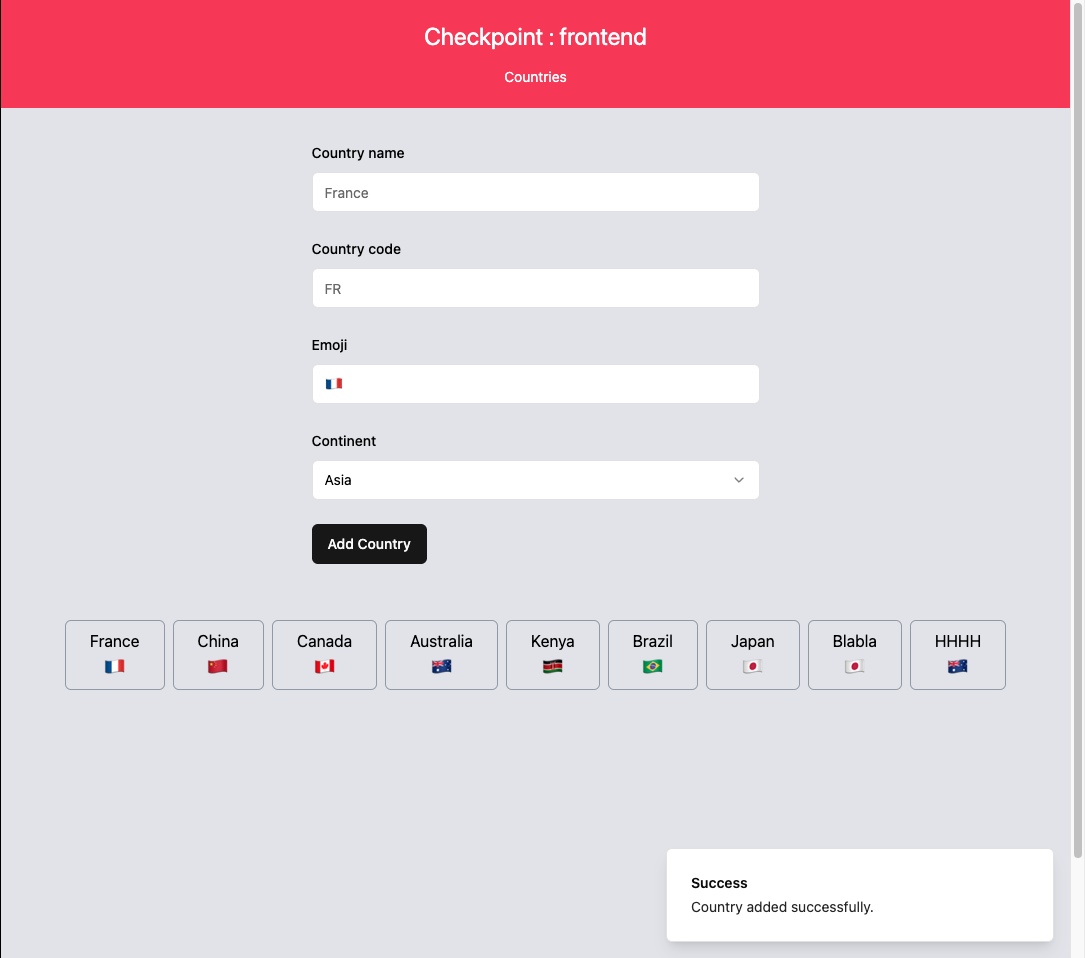 Checkpoint : frontend
Countries
Country name
France
Country code
FR
Emoji
🇫🇷
Continent
Asia
Add Country
France China Canada Australia Kenya Brazil Japan Blabla HHHH
🇫🇷 🇨🇳 🇨🇦 🇦🇺 🇰🇪 🇧🇷 🇯🇵 🇯🇵 🇦🇺
Success
Country added successfully.